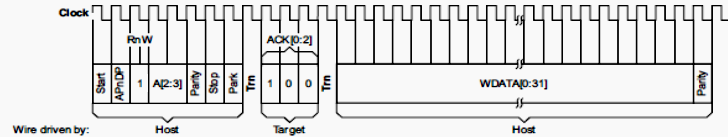 Clock
RnW ACK[0:2]
Start APnDP 1 A[2:3] Parity Stop Park Trn 1 0 0 Trn WDATA[0:31] Parity
Wire driven by: Host Target Host